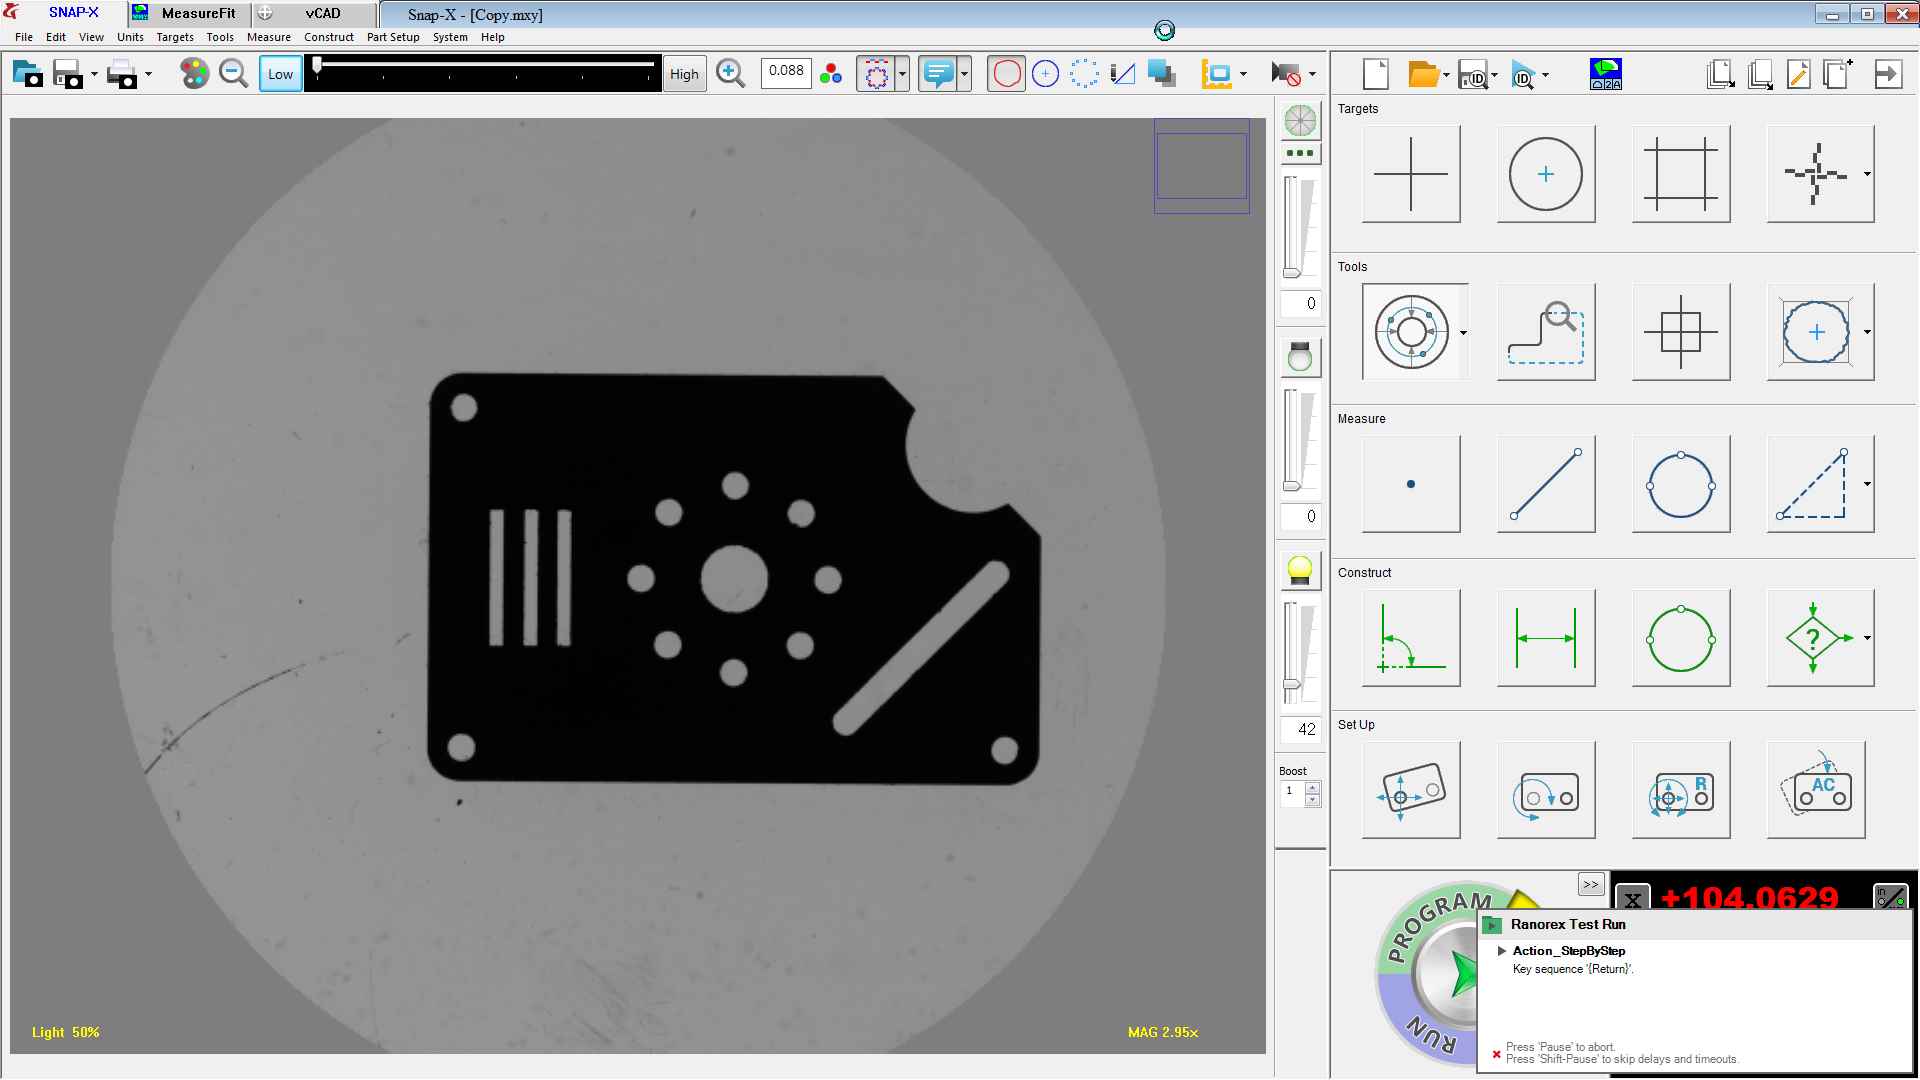 SNAP-X
MeasureFit
vCAD
Snap-X - [Copy.mxy]
File Edit View Units Targets Tools Measure Construct Part Setup System Help
Low
High
0.088
ID
ID
Targets
Tools
0
Measure
0
Construct
?
42
Set Up
Boost
1
R
AC
>>
X +104.0629
in
PROGRAM
RUN
Ranorex Test Run
Action_StepByStep
Key sequence '{Return}'.
Press 'Pause' to abort.
Press 'Shift-Pause' to skip delays and timeouts.
Light 50%
MAG 2.95x